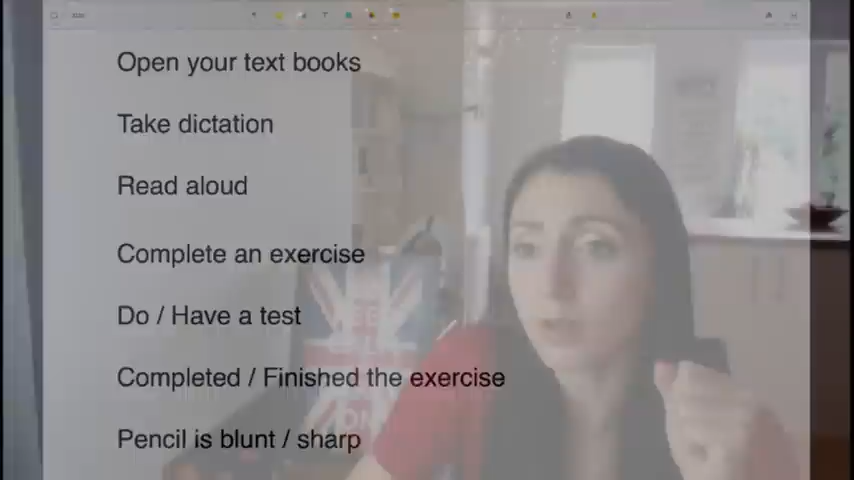 Open your text books
Take dictation
Read aloud
Complete an exercise
Do / Have a test
Completed / Finished the exercise
Pencil is blunt / sharp